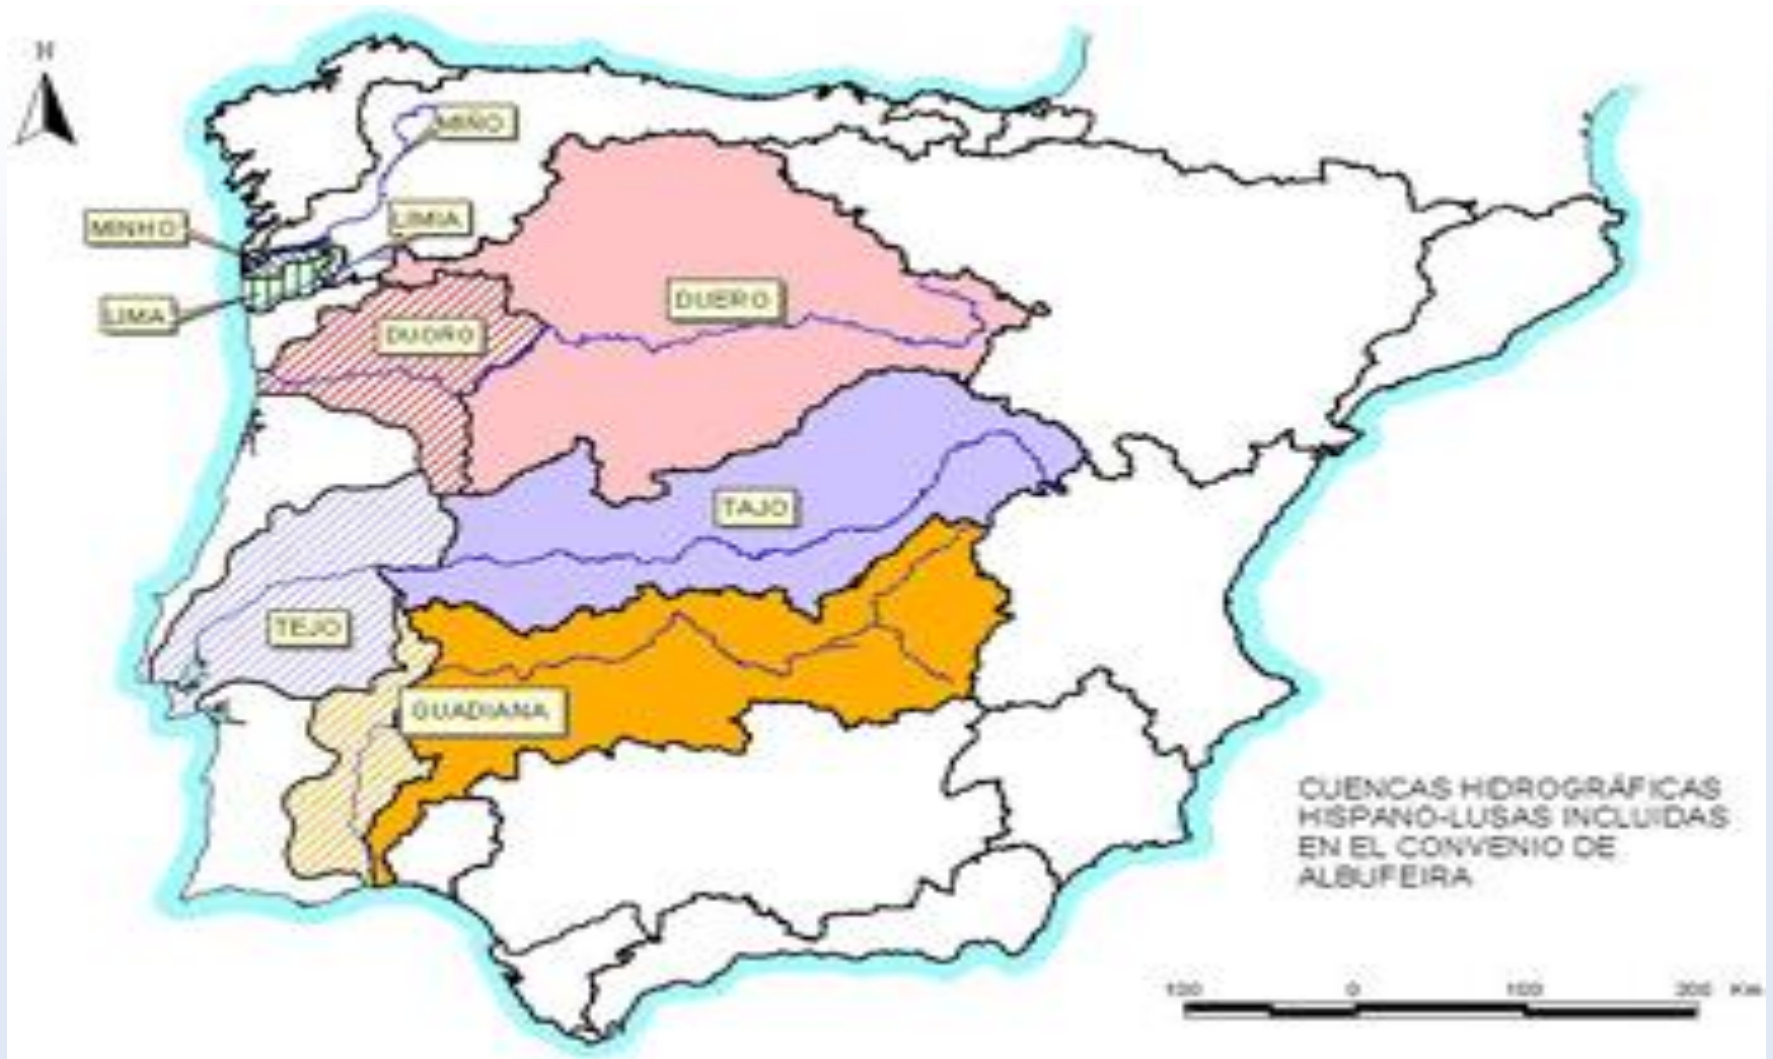 N
MIÑO
MINHO
LIMIA
LIMA
DUERO
DUORO
TAJO
TEJO
GUADIANA
CUENCAS HIDROGRÁFICAS
HISPANO-LUSAS INCLUIDAS
EN EL CONVENIO DE
ALBUFEIRA
100 0 100 200 Km